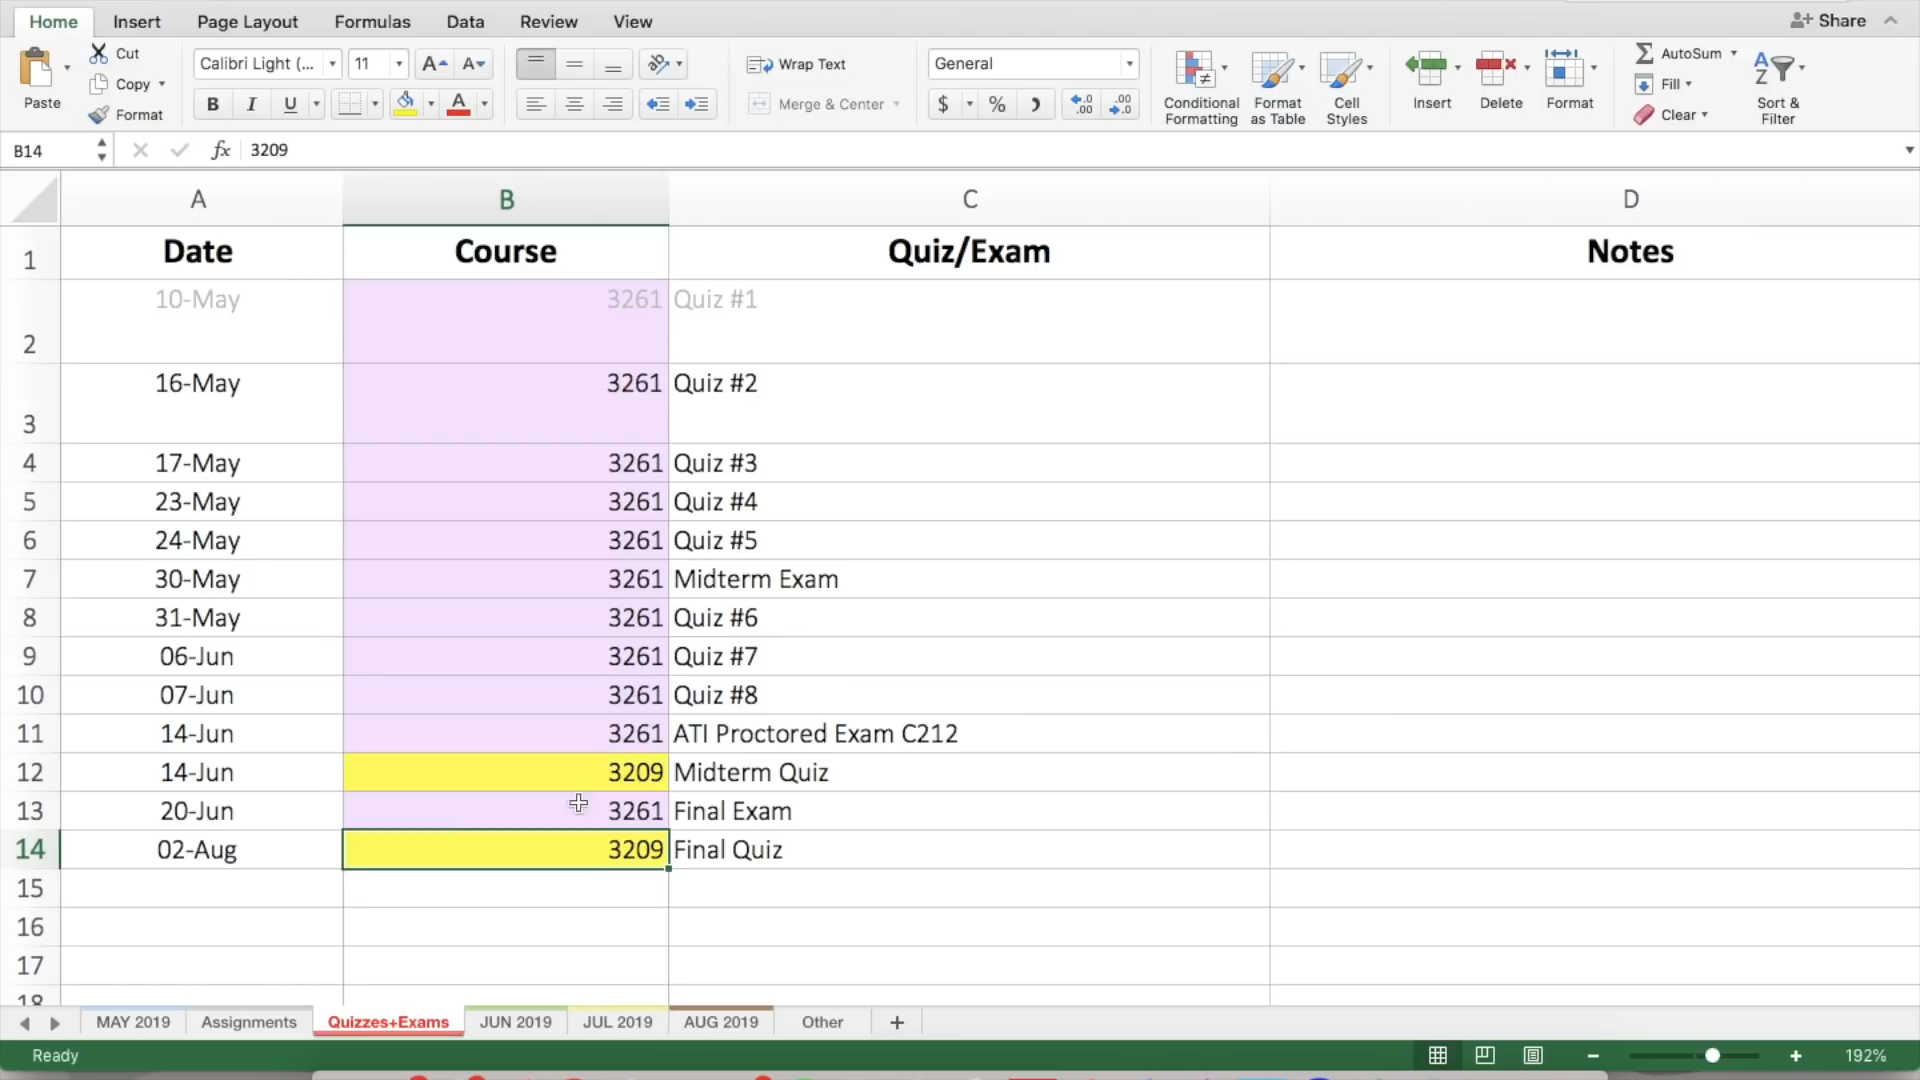 Home Insert Page Layout Formulas Data Review View Share
Cut Calibri Light (... 11 A A Wrap Text General AutoSum
Copy Fill
Paste Format B I U A Merge & Center $ % Conditional Formatting Format as Table Cell Styles Insert Delete Format Clear Sort & Filter
B14 fx 3209
A B C D
1 Date Course Quiz/Exam Notes
2 10-May 3261 Quiz #1
3 16-May 3261 Quiz #2
4 17-May 3261 Quiz #3
5 23-May 3261 Quiz #4
6 24-May 3261 Quiz #5
7 30-May 3261 Midterm Exam
8 31-May 3261 Quiz #6
9 06-Jun 3261 Quiz #7
10 07-Jun 3261 Quiz #8
11 14-Jun 3261 ATI Proctored Exam C212
12 14-Jun 3209 Midterm Quiz
13 20-Jun 3261 Final Exam
14 02-Aug 3209 Final Quiz
15
16
17
18
MAY 2019 Assignments Quizzes+Exams JUN 2019 JUL 2019 AUG 2019 Other +
Ready 192%